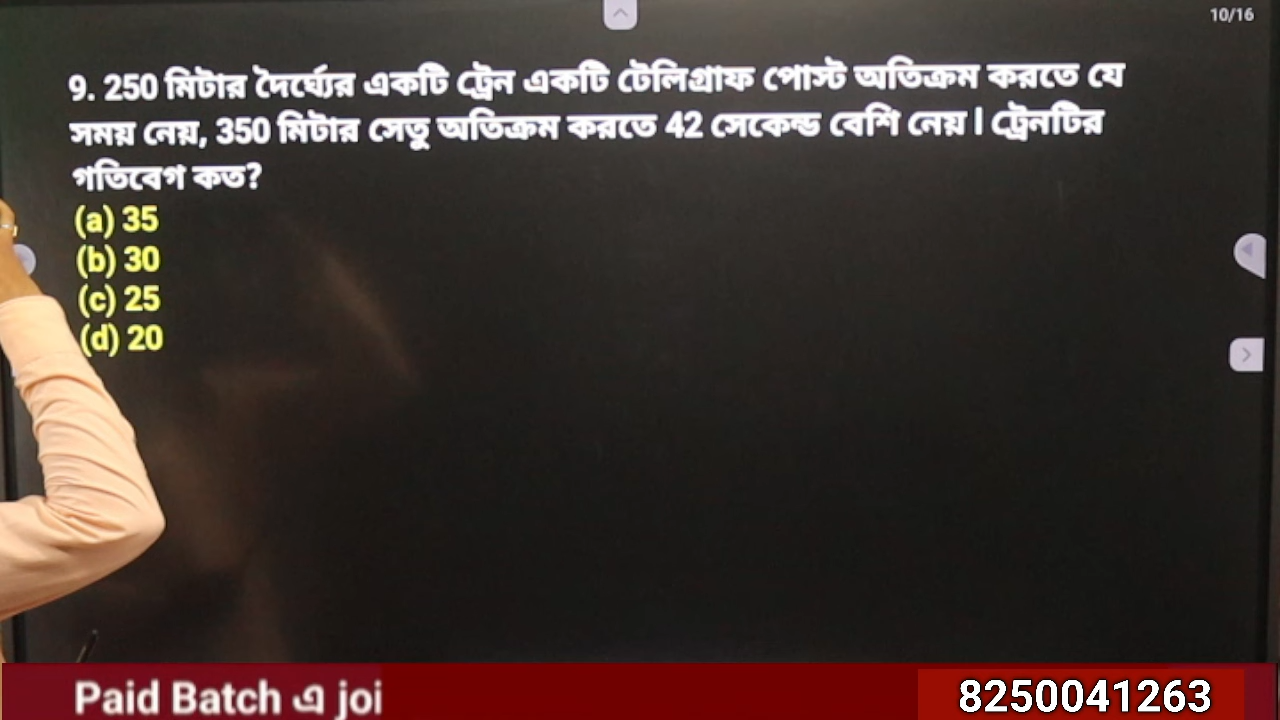 10/16
9. 250 মিটার দৈর্ঘ্যের একটি ট্রেন একটি টেলিগ্রাফ পোস্ট অতিক্রম করতে যে
সময় নেয়, 350 মিটার সেতু অতিক্রম করতে 42 সেকেন্ড বেশি নেয় । ট্রেনটির
গতিবেগ কত?
(a) 35
(b) 30
(c) 25
(d) 20
Paid Batch এ joi
8250041263